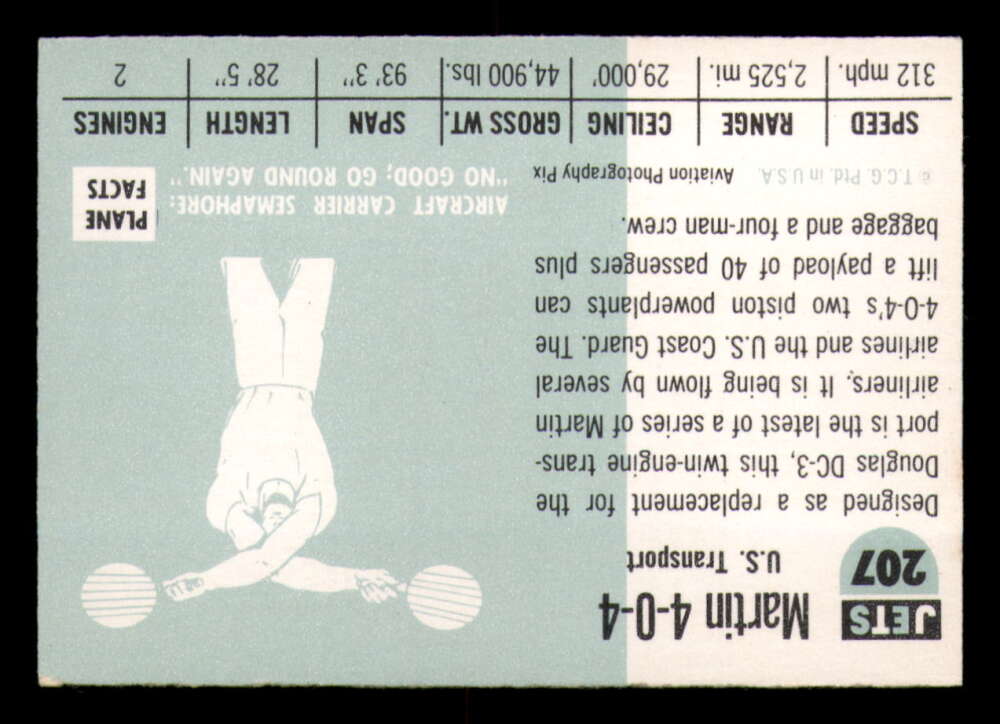 JETS
207
Martin 4-0-4
U.S. Transport
Designed as a replacement for the
Douglas DC-3, this twin-engine trans-
port is the latest of a series of Martin
airliners. It is being flown by several
airlines and the U.S. Coast Guard. The
4-0-4's two piston powerplants can
lift a payload of 40 passengers plus
baggage and a four-man crew.
© T.C.G. Ptd. in U.S.A. Aviation Photography Pix
AIRCRAFT CARRIER SEMAPHORE:
"NO GOOD; GO ROUND AGAIN."
PLANE
FACTS
SPEED RANGE CEILING GROSS WT. SPAN LENGTH ENGINES
312 mph. 2,525 mi. 29,000' 44,900 lbs. 93' 3" 28' 5" 2